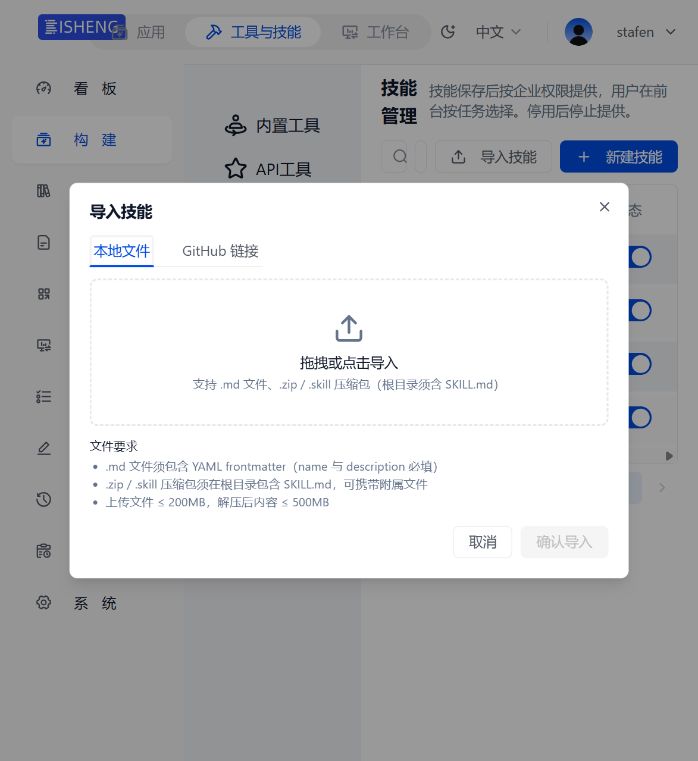 ISHENG
应用
工具与技能
工作台
中文
stafen
看 板
构 建
系 统
内置工具
API工具
技能管理
技能保存后按企业权限提供，用户在前台按任务选择。停用后停止提供。
导入技能
新建技能
态
导入技能
本地文件
GitHub 链接
拖拽或点击导入
支持 .md 文件、.zip / .skill 压缩包（根目录须含 SKILL.md）
文件要求
.md 文件须包含 YAML frontmatter（name 与 description 必填）
.zip / .skill 压缩包须在根目录包含 SKILL.md，可携带附属文件
上传文件 ≤ 200MB，解压后内容 ≤ 500MB
取消
确认导入